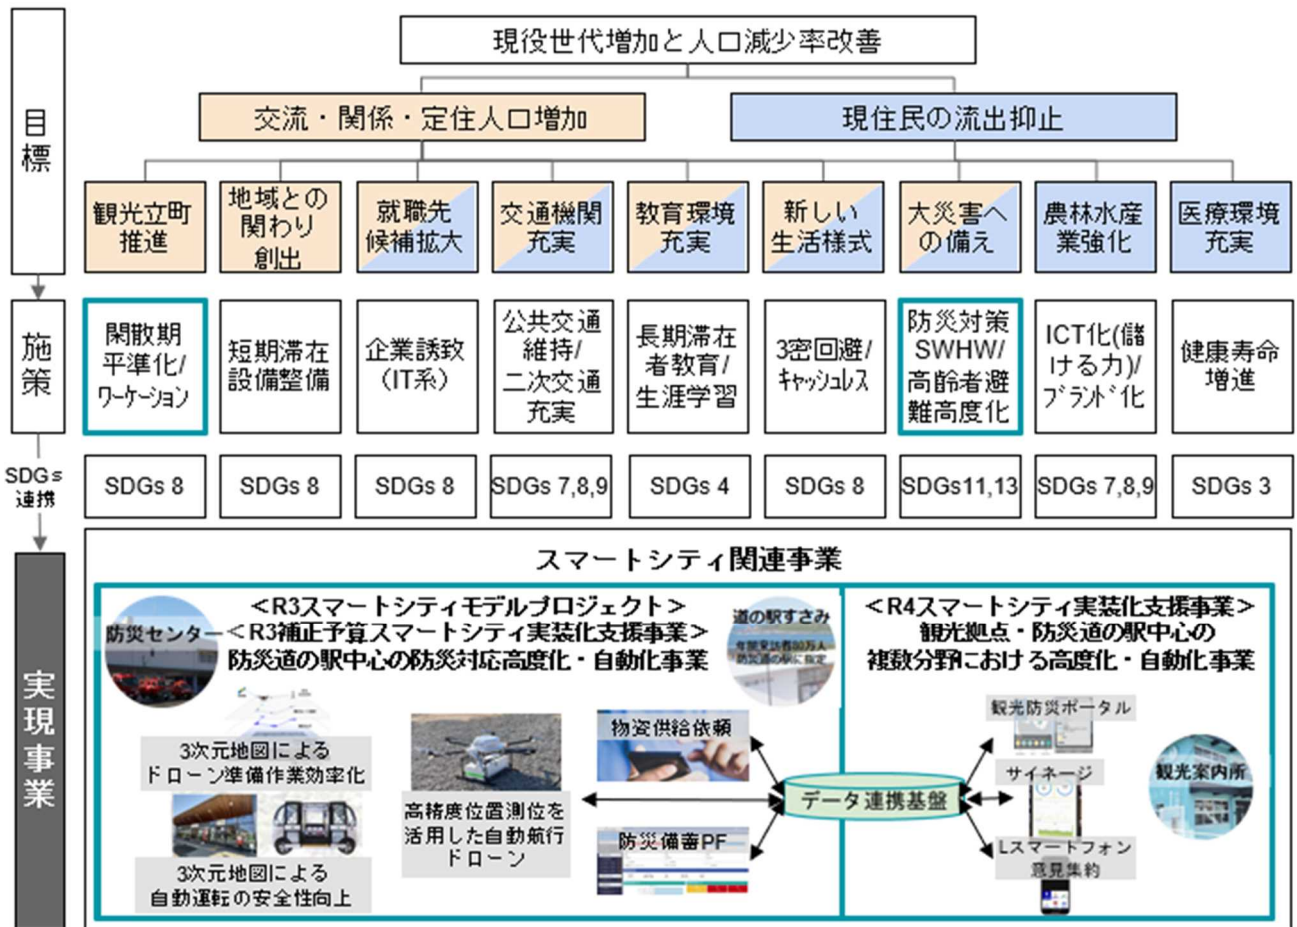 現役世代増加と人口減少率改善
交流・関係・定住人口増加
現住民の流出抑止
目標
観光立町
推進
地域との
関わり
創出
就職先
候補拡大
交通機関
充実
教育環境
充実
新しい
生活様式
大災害へ
の備え
農林水産
業強化
医療環境
充実
施策
閑散期
平準化/
ワーケーション
短期滞在
設備整備
企業誘致
（IT系）
公共交通
維持/
二次交通
充実
長期滞在
者教育/
生涯学習
3密回避/
キャッシュレス
防災対策
SWHW/
高齢者避
難高度化
ICT化(儲
ける力)/
ブランド化
健康寿命
増進
SDGs
連携
SDGs 8
SDGs 8
SDGs 8
SDGs 7,8,9
SDGs 4
SDGs 8
SDGs11,13
SDGs 7,8,9
SDGs 3
実現事業
スマートシティ関連事業
＜R3スマートシティモデルプロジェクト＞
＜R3補正予算スマートシティ実装化支援事業＞
防災道の駅中心の防災対応高度化・自動化事業
防災センター
道の駅すさみ
年間来訪者80万人
防災道の駅に指定
3次元地図による
ドローン準備作業効率化
3次元地図による
自動運転の安全性向上
高精度位置測位を
活用した自動航行
ドローン
物資供給依頼
防災備蓄PF
データ連携基盤
＜R4スマートシティ実装化支援事業＞
観光拠点・防災道の駅中心の
複数分野における高度化・自動化事業
観光防災ポータル
サイネージ
Lスマートフォン
意見集約
観光案内所